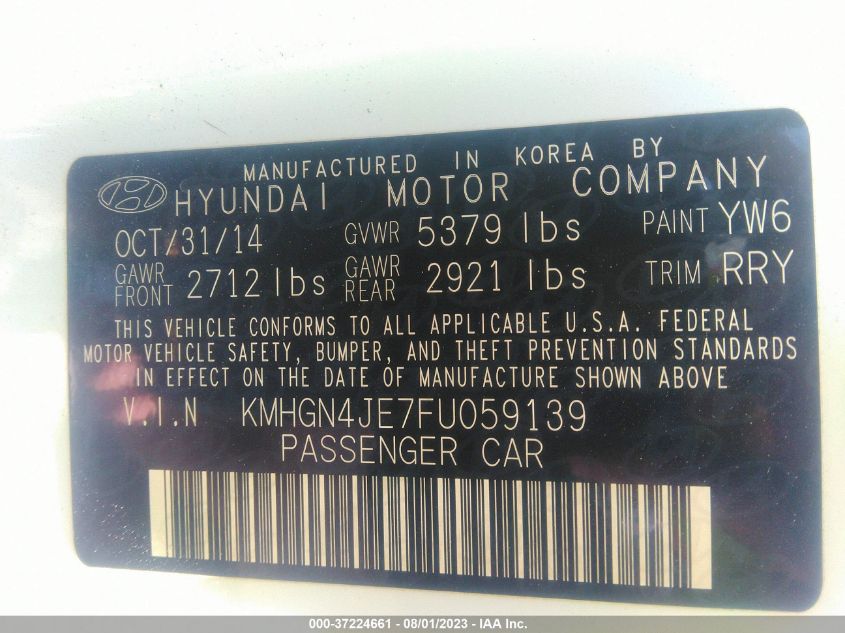 MANUFACTURED IN KOREA BY
HYUNDAI MOTOR COMPANY
OCT/31/14 GVWR 5379 lbs PAINT YW6
GAWR FRONT 2712 lbs GAWR REAR 2921 lbs TRIM RRY
THIS VEHICLE CONFORMS TO ALL APPLICABLE U.S.A. FEDERAL
MOTOR VEHICLE SAFETY, BUMPER, AND THEFT PREVENTION STANDARDS
IN EFFECT ON THE DATE OF MANUFACTURE SHOWN ABOVE
V.I.N KMHGN4JE7FU059139
PASSENGER CAR
000-37224661 - 08/01/2023 - IAA Inc.